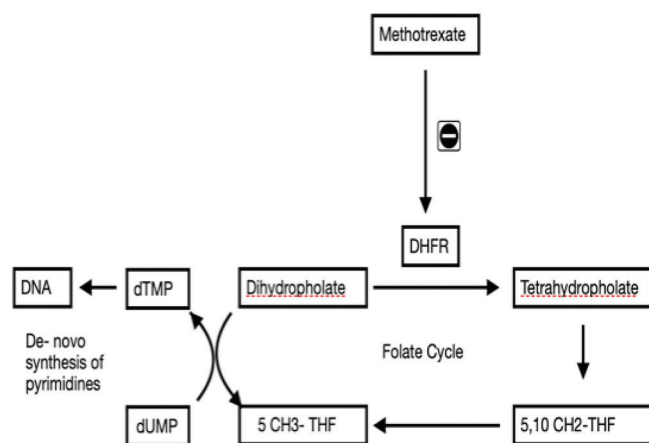 Methotrexate
DHFR
DNA
dTMP
Dihydropholate
Tetrahydropholate
De- novo
synthesis of
pyrimidines
Folate Cycle
dUMP
5 CH3- THF
5,10 CH2-THF